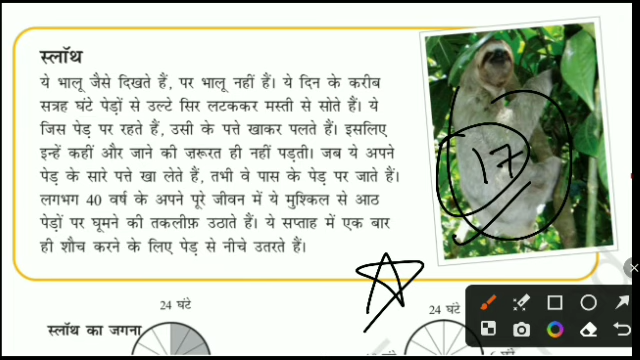 स्लॉथ
ये भालू जैसे दिखते हैं, पर भालू नहीं हैं। ये दिन के करीब
सत्रह घंटे पेड़ों से उल्टे सिर लटककर मस्ती से सोते हैं। ये
जिस पेड़ पर रहते हैं, उसी के पत्ते खाकर पलते हैं। इसलिए
इन्हें कहीं और जाने की ज़रूरत ही नहीं पड़ती। जब ये अपने
पेड़ के सारे पत्ते खा लेते हैं, तभी वे पास के पेड़ पर जाते हैं।
लगभग 40 वर्ष के अपने पूरे जीवन में ये मुश्किल से आठ
पेड़ों पर घूमने की तकलीफ़ उठाते हैं। ये सप्ताह में एक बार
ही शौच करने के लिए पेड़ से नीचे उतरते हैं।
17
24 घंटे
24 घंटे
स्लॉथ का जगना